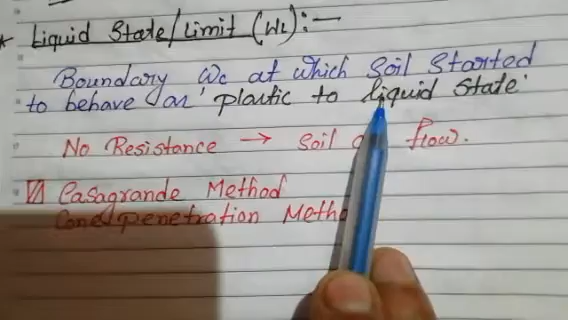 * Liquid State/Limit (WL):-
Boundary Wc at which Soil Started
to behave as 'plastic to liquid State'
No Resistance → Soil flow.
Casagrande Method
Cone penetration Metho